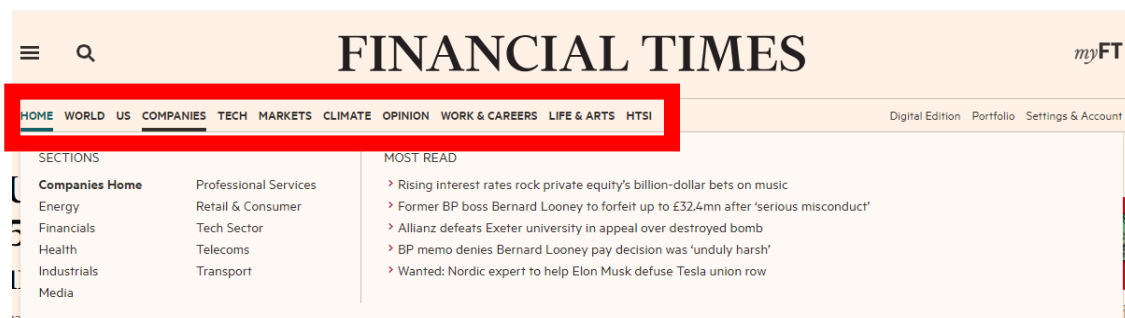 FINANCIAL TIMES
myFT
HOME WORLD US COMPANIES TECH MARKETS CLIMATE OPINION WORK & CAREERS LIFE & ARTS HTSI
Digital Edition Portfolio Settings & Account
SECTIONS
Companies Home
Energy
Financials
Health
Industrials
Media
Professional Services
Retail & Consumer
Tech Sector
Telecoms
Transport
MOST READ
Rising interest rates rock private equity's billion-dollar bets on music
Former BP boss Bernard Looney to forfeit up to £32.4mn after ‘serious misconduct’
Allianz defeats Exeter university in appeal over destroyed bomb
BP memo denies Bernard Looney pay decision was ‘unduly harsh’
Wanted: Nordic expert to help Elon Musk defuse Tesla union row